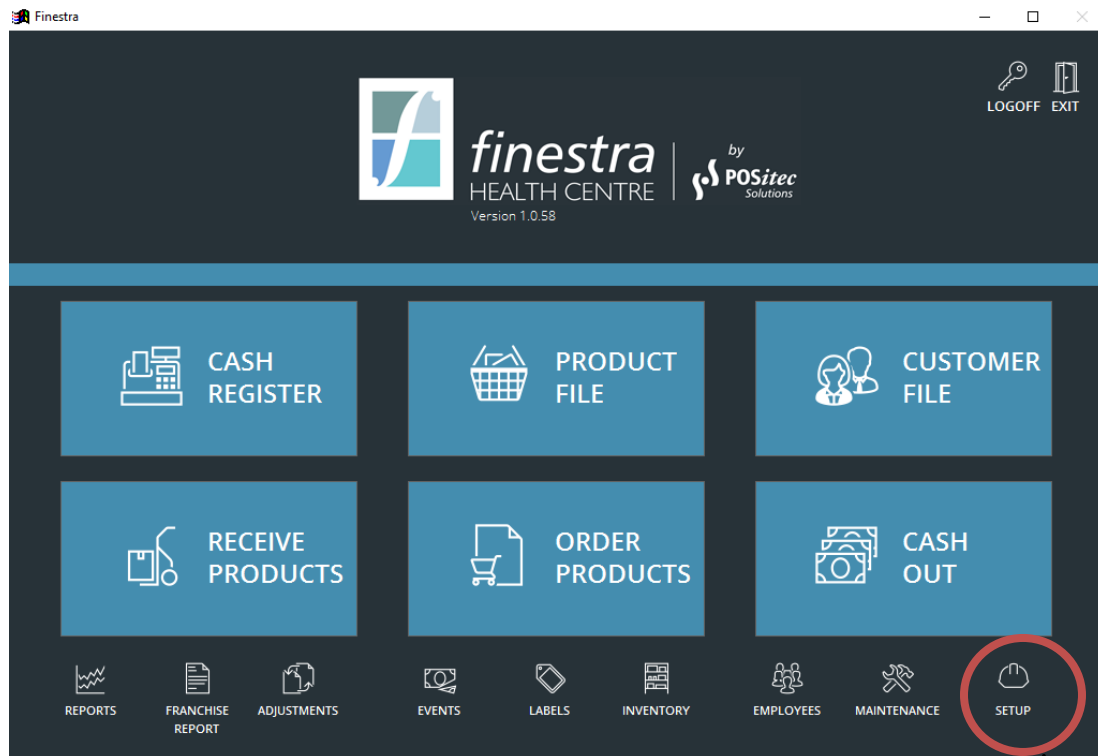 Finestra
LOGOFF EXIT
finestra
HEALTH CENTRE
Version 1.0.58
by
POSitec
Solutions
CASH
REGISTER
PRODUCT
FILE
CUSTOMER
FILE
RECEIVE
PRODUCTS
ORDER
PRODUCTS
CASH
OUT
REPORTS
FRANCHISE
REPORT
ADJUSTMENTS
EVENTS
LABELS
INVENTORY
EMPLOYEES
MAINTENANCE
SETUP